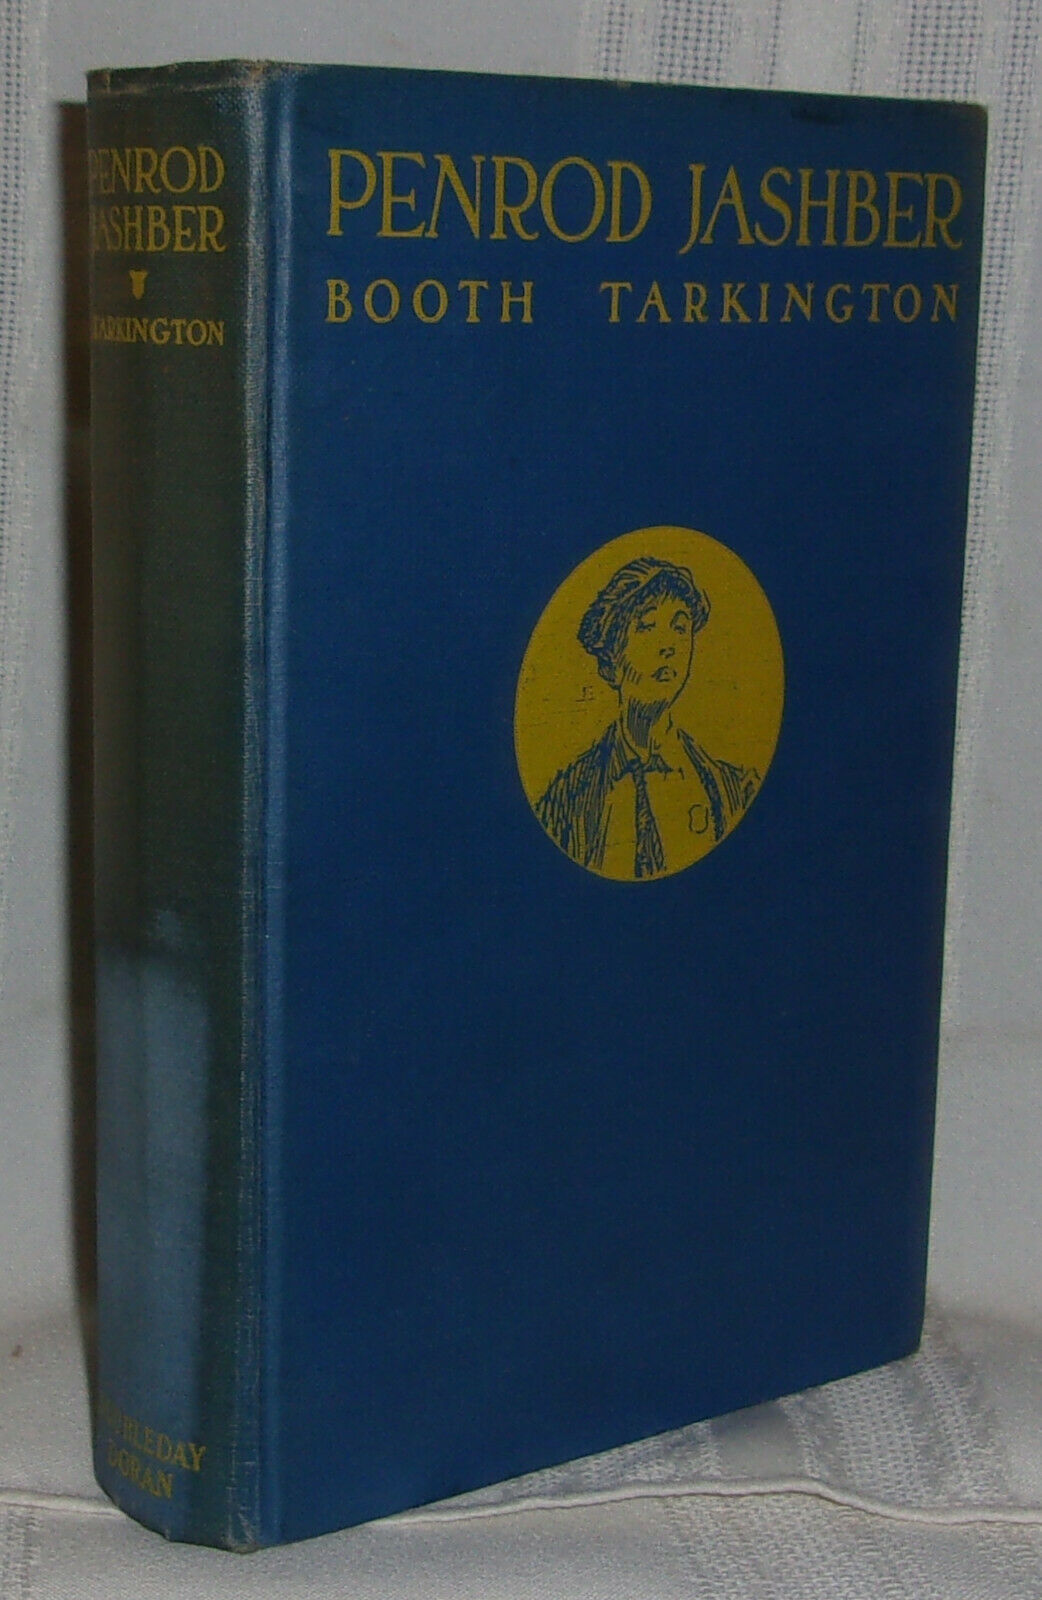 PENROD
JASHBER
TARKINGTON
DOUBLEDAY
DORAN
PENROD JASHBER
BOOTH TARKINGTON